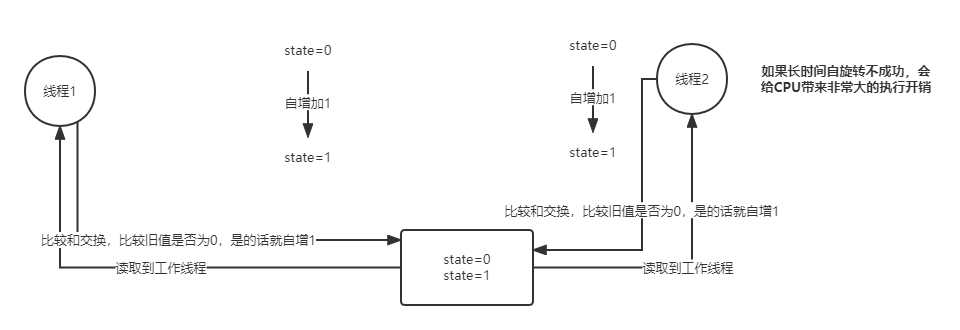 state=0
state=0
线程1
线程2
如果长时间自旋转不成功，会
给CPU带来非常大的执行开销
自增加1
自增加1
state=1
state=1
比较和交换，比较旧值是否为0，是的话就自增1
比较和交换，比较旧值是否为0，是的话就自增1
state=0
state=1
读取到工作线程
读取到工作线程